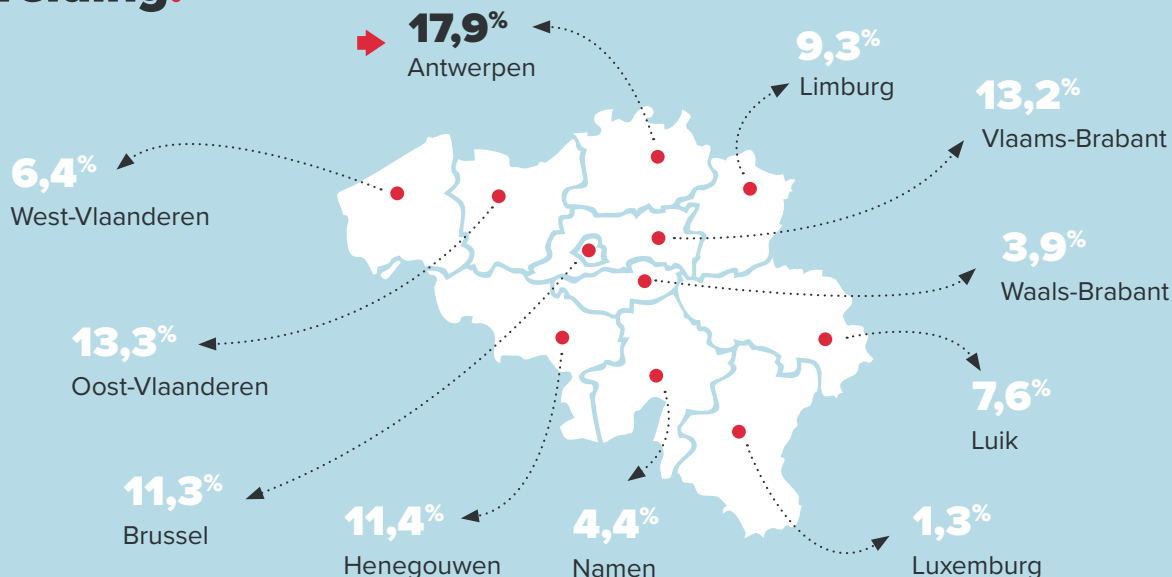 17,9%
Antwerpen
9,3%
Limburg
13,2%
Vlaams-Brabant
6,4%
West-Vlaanderen
3,9%
Waals-Brabant
13,3%
Oost-Vlaanderen
7,6%
Luik
11,3%
Brussel
11,4%
Henegouwen
4,4%
Namen
1,3%
Luxemburg